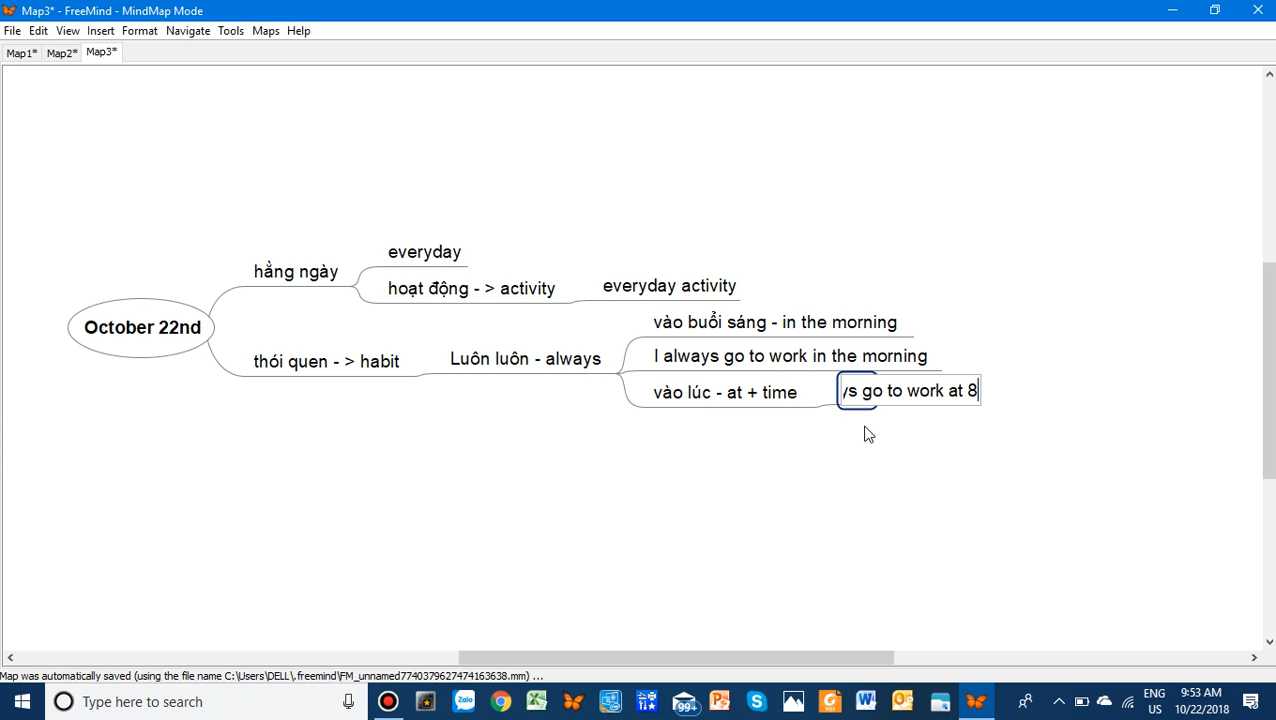 Map3* - FreeMind - MindMap Mode
File Edit View Insert Format Navigate Tools Maps Help
Map1* Map2* Map3*
everyday
hằng ngày
hoạt động - > activity
everyday activity
October 22nd
vào buổi sáng - in the morning
thói quen - > habit
Luôn luôn - always
I always go to work in the morning
vào lúc - at + time
ys go to work at 8
Map was automatically saved (using the file name C:\Users\DELL\.freemind\FM_unnamed7740379627474163638.mm) ...
Type here to search
Zalo
99+
ENG
US
9:53 AM
10/22/2018